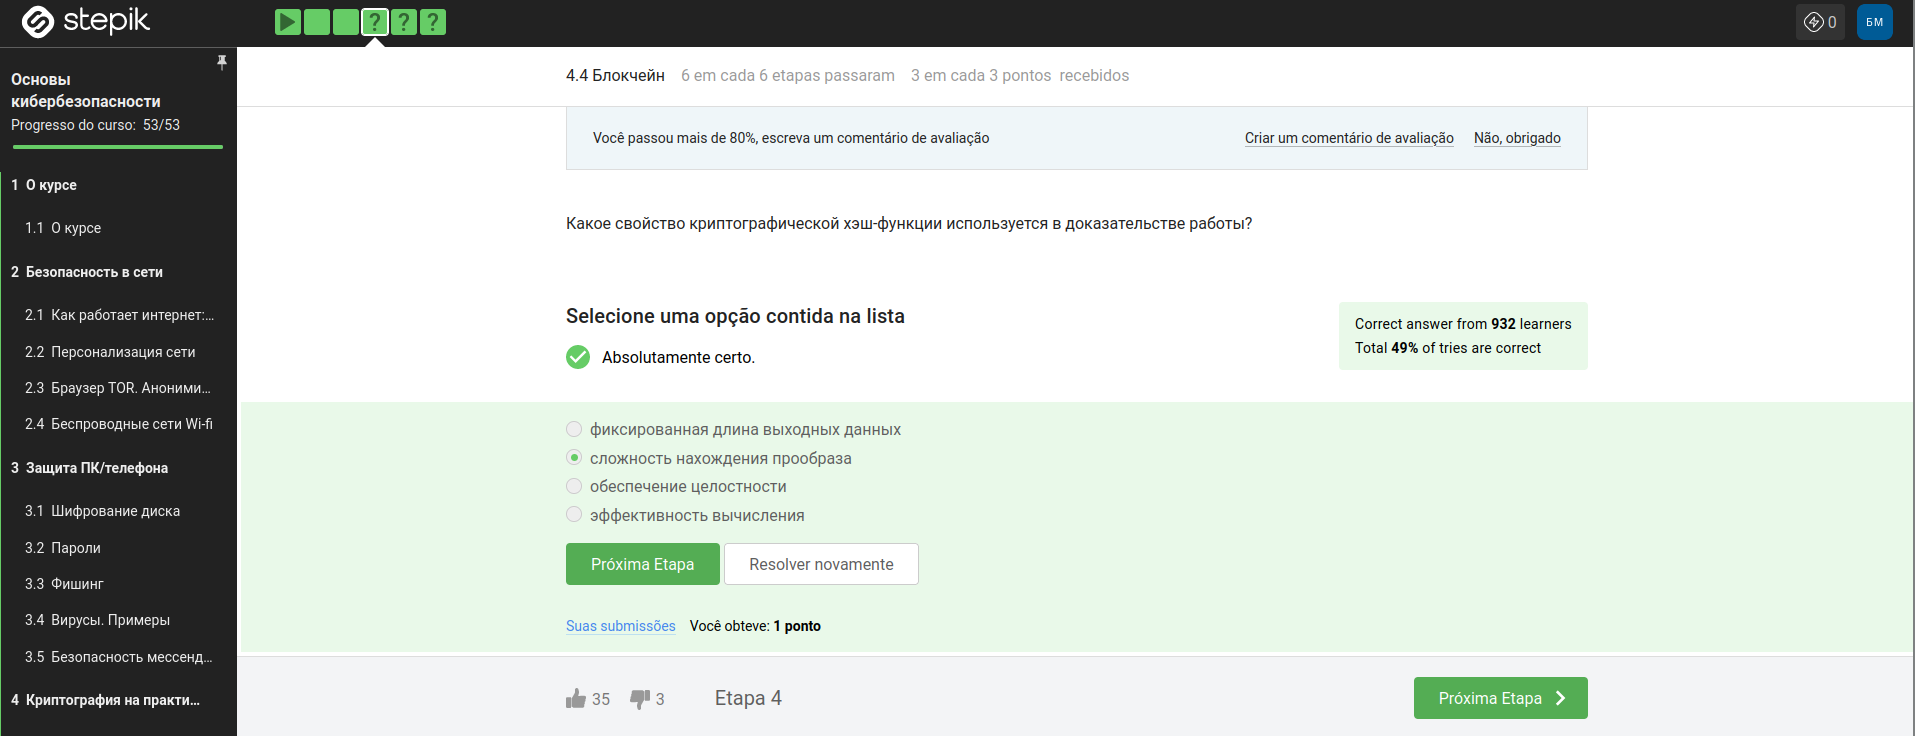 stepik
? ? ?
0
БМ
Основы
кибербезопасности
Progresso do curso: 53/53
1 О курсе
1.1 О курсе
2 Безопасность в сети
2.1 Как работает интернет:...
2.2 Персонализация сети
2.3 Браузер TOR. Аноними...
2.4 Беспроводные сети Wi-fi
3 Защита ПК/телефона
3.1 Шифрование диска
3.2 Пароли
3.3 Фишинг
3.4 Вирусы. Примеры
3.5 Безопасность мессенд...
4 Криптография на практи...
4.4 Блокчейн 6 em cada 6 etapas passaram 3 em cada 3 pontos recebidos
Você passou mais de 80%, escreva um comentário de avaliação Criar um comentário de avaliação Não, obrigado
Какое свойство криптографической хэш-функции используется в доказательстве работы?
Selecione uma opção contida na lista
Absolutamente certo.
Correct answer from 932 learners
Total 49% of tries are correct
фиксированная длина выходных данных
сложность нахождения прообраза
обеспечение целостности
эффективность вычисления
Próxima Etapa Resolver novamente
Suas submissões Você obteve: 1 ponto
35 3 Etapa 4 Próxima Etapa